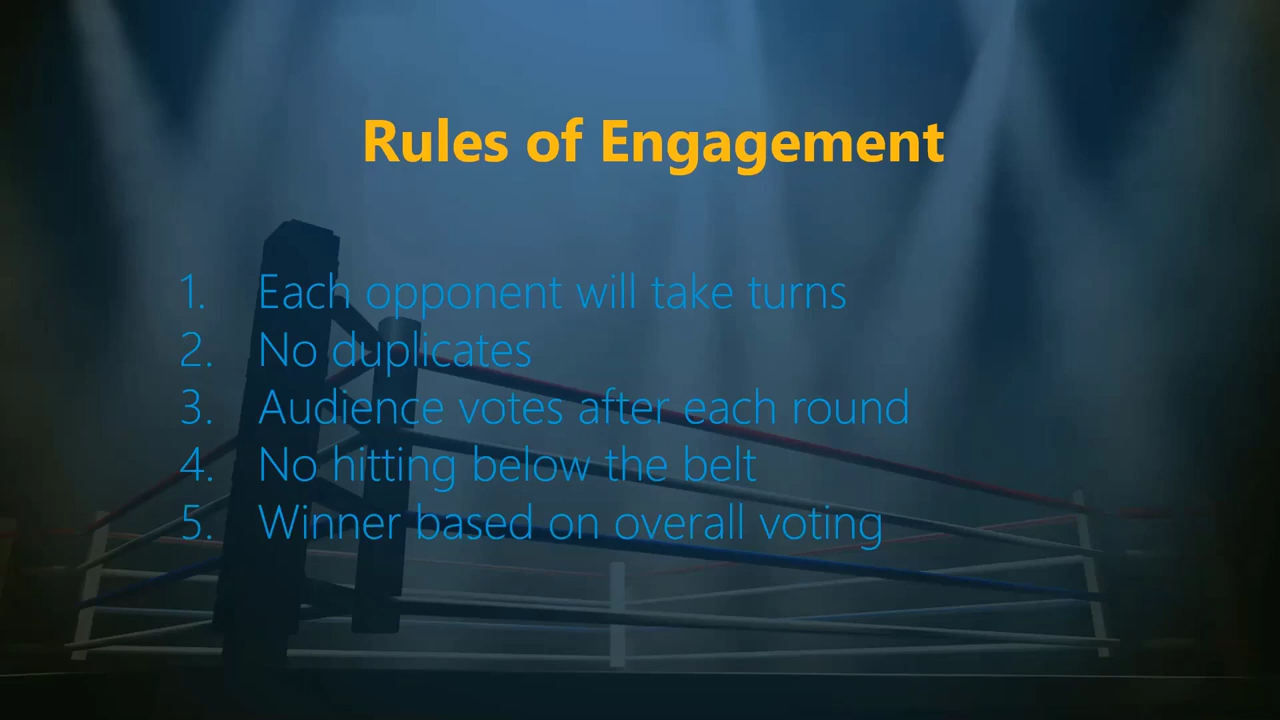 Rules of Engagement
1. Each opponent will take turns
2. No duplicates
3. Audience votes after each round
4. No hitting below the belt
5. Winner based on overall voting